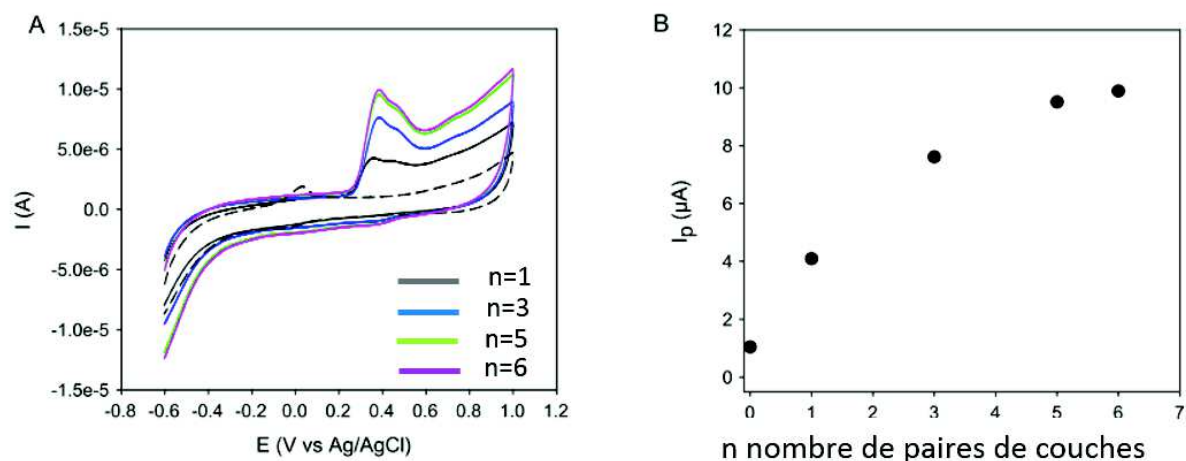 A
1.5e-5
1.0e-5
5.0e-6
0.0
-5.0e-6
-1.0e-5
-1.5e-5
I (A)
n=1
n=3
n=5
n=6
-0.8 -0.6 -0.4 -0.2 0.0 0.2 0.4 0.6 0.8 1.0 1.2
E (V vs Ag/AgCl)
B
12
10
8
6
4
2
0
Ip (µA)
0 1 2 3 4 5 6 7
n nombre de paires de couches